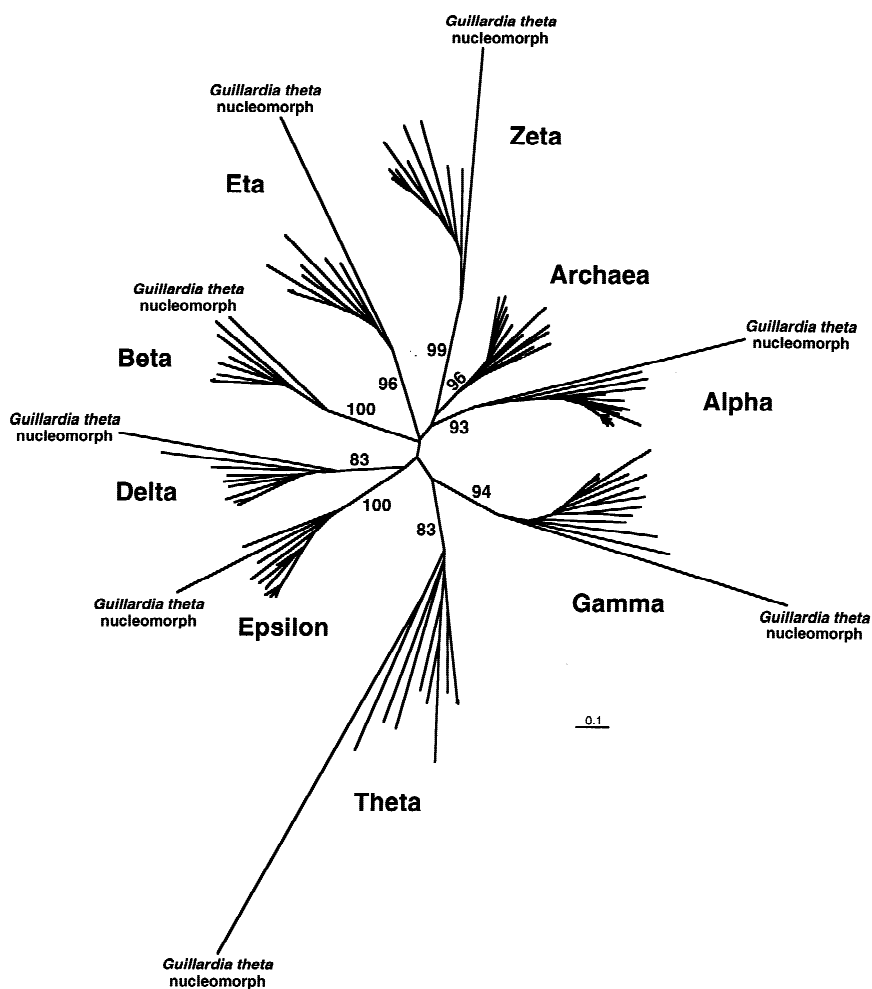 Guillardia theta
nucleomorph
Guillardia theta
nucleomorph
Zeta
Eta
Archaea
Guillardia theta
nucleomorph
Guillardia theta
nucleomorph
99
Beta
96
96
Alpha
100
Guillardia theta
nucleomorph
93
83
Delta
94
100
83
Guillardia theta
nucleomorph
Gamma
Guillardia theta
nucleomorph
Epsilon
0.1
Theta
Guillardia theta
nucleomorph